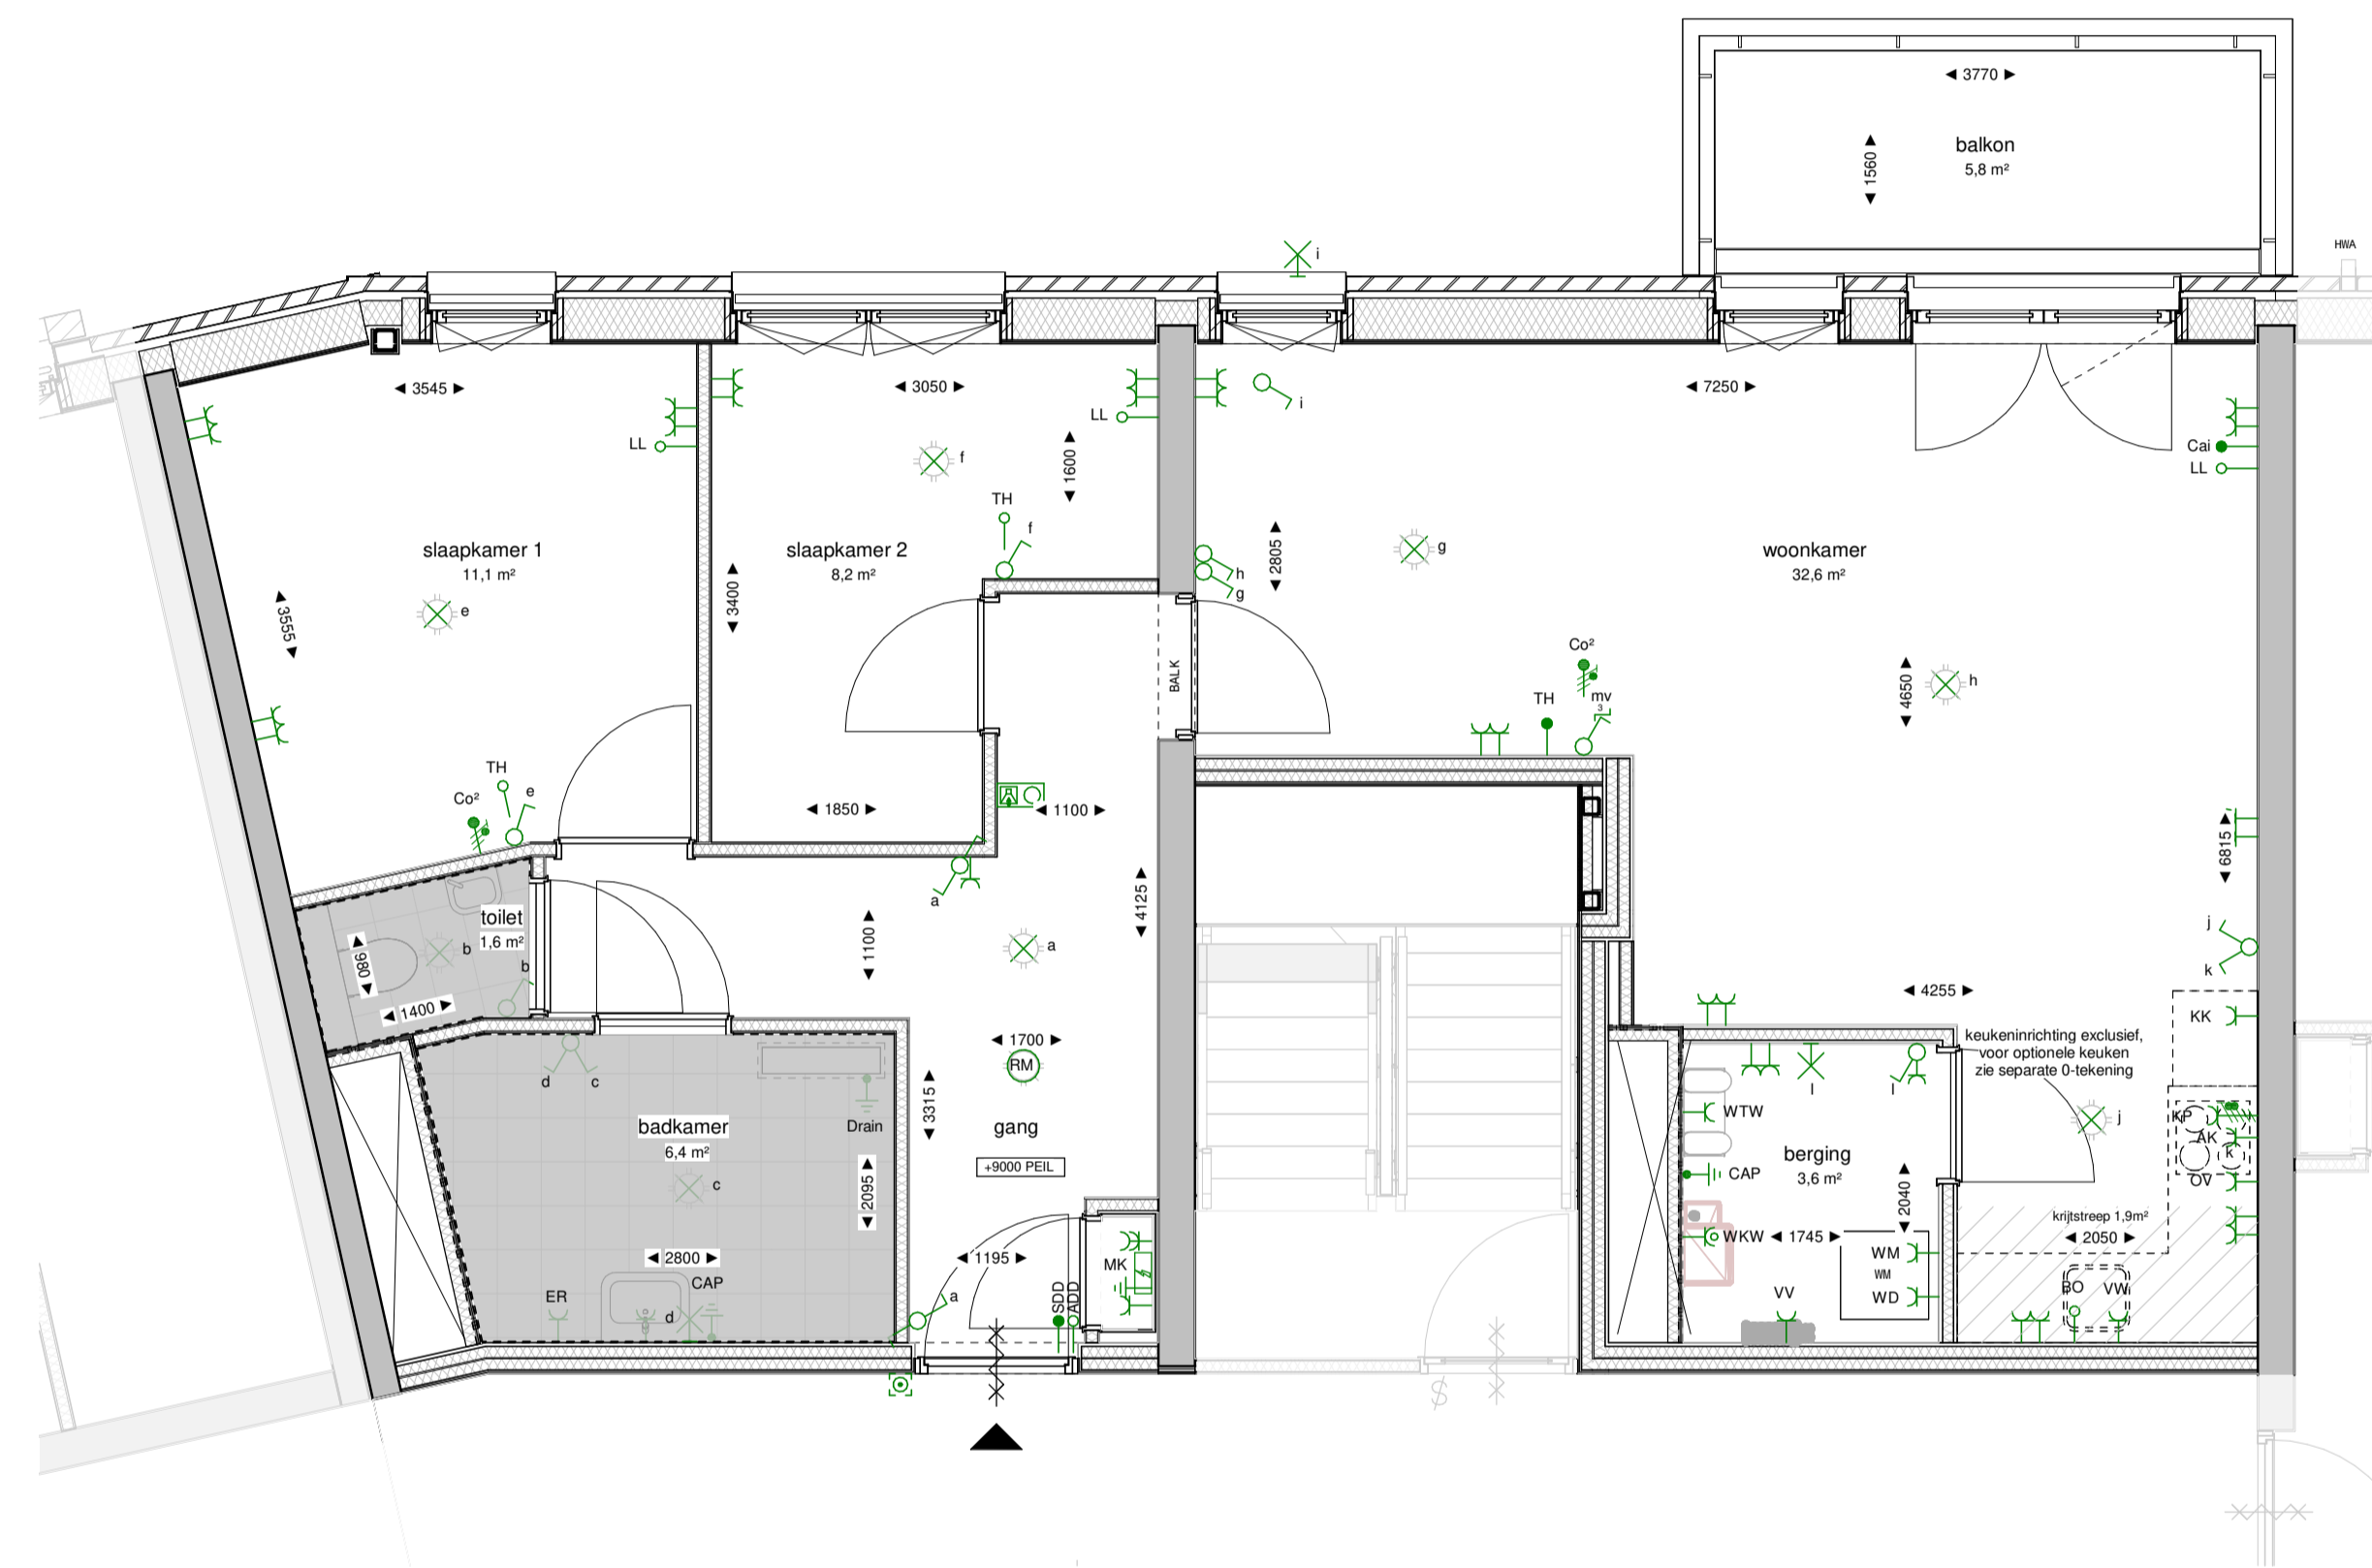 3770
balkon
5,8 m²
1560
HWA
i
3545
3050
7250
i
LL
LL
Cai
LL
f
1600
TH
f
slaapkamer 1
11,1 m²
slaapkamer 2
8,2 m²
woonkamer
32,6 m²
2805
g
h
g
3400
3555
e
Co²
BALK
4650
h
TH
mv
3
TH
Co²
e
1850
1100
6815
a
4125
toilet
1,6 m²
b
980
b
1100
a
j
k
1400
4255
KK
keukeninrichting exclusief,
voor optionele keuken
zie separate 0-tekening
1700
RM
d
c
l
l
3315
WTW
j
KP
AK
k
OV
badkamer
6,4 m²
Drain
gang
+9000 PEIL
berging
3,6 m²
CAP
c
2095
2040
krijtstreep 1,9m²
2050
WKW
1745
WM
WM
WD
2800
CAP
1195
MK
ER
d
a
SDD
ADD
VV
BO
VW
$